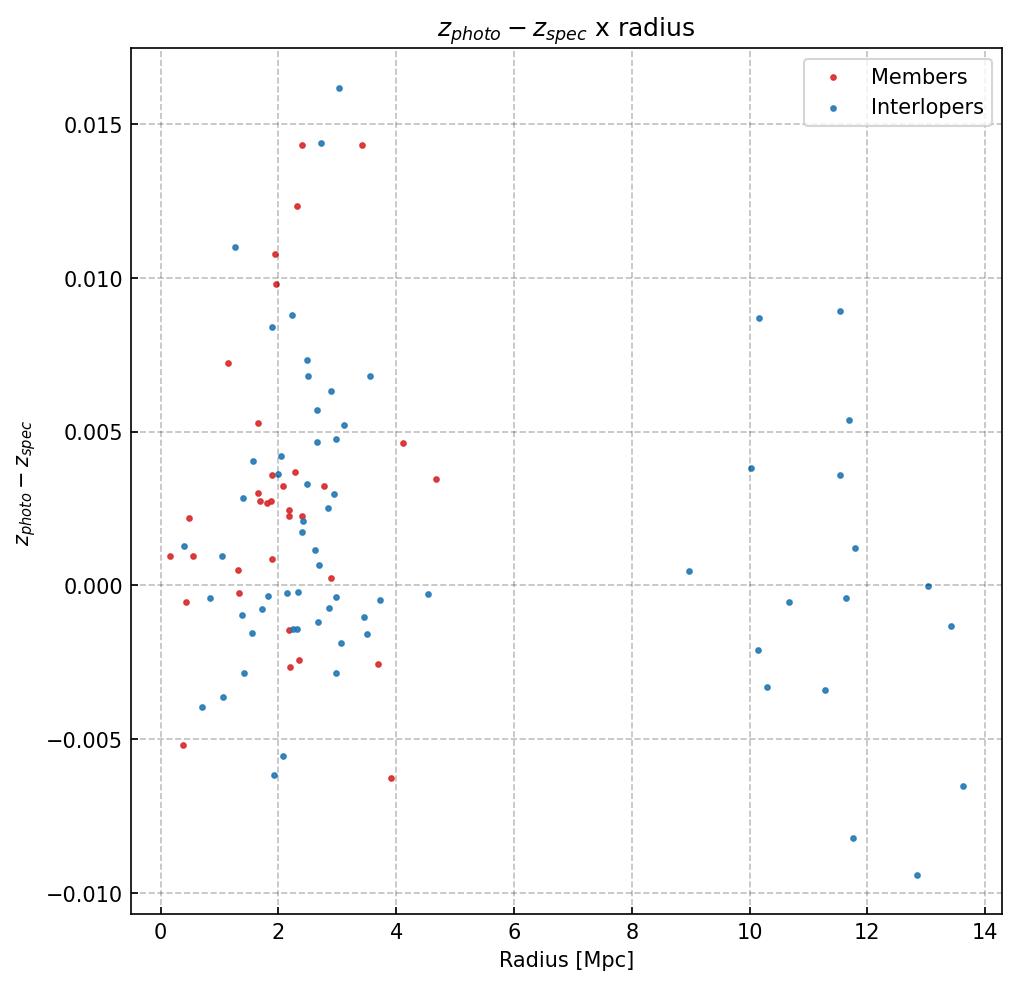 z_photo − z_spec x radius
Members
Interlopers
0.015
0.010
0.005
0.000
−0.005
−0.010
z_photo − z_spec
0 2 4 6 8 10 12 14
Radius [Mpc]